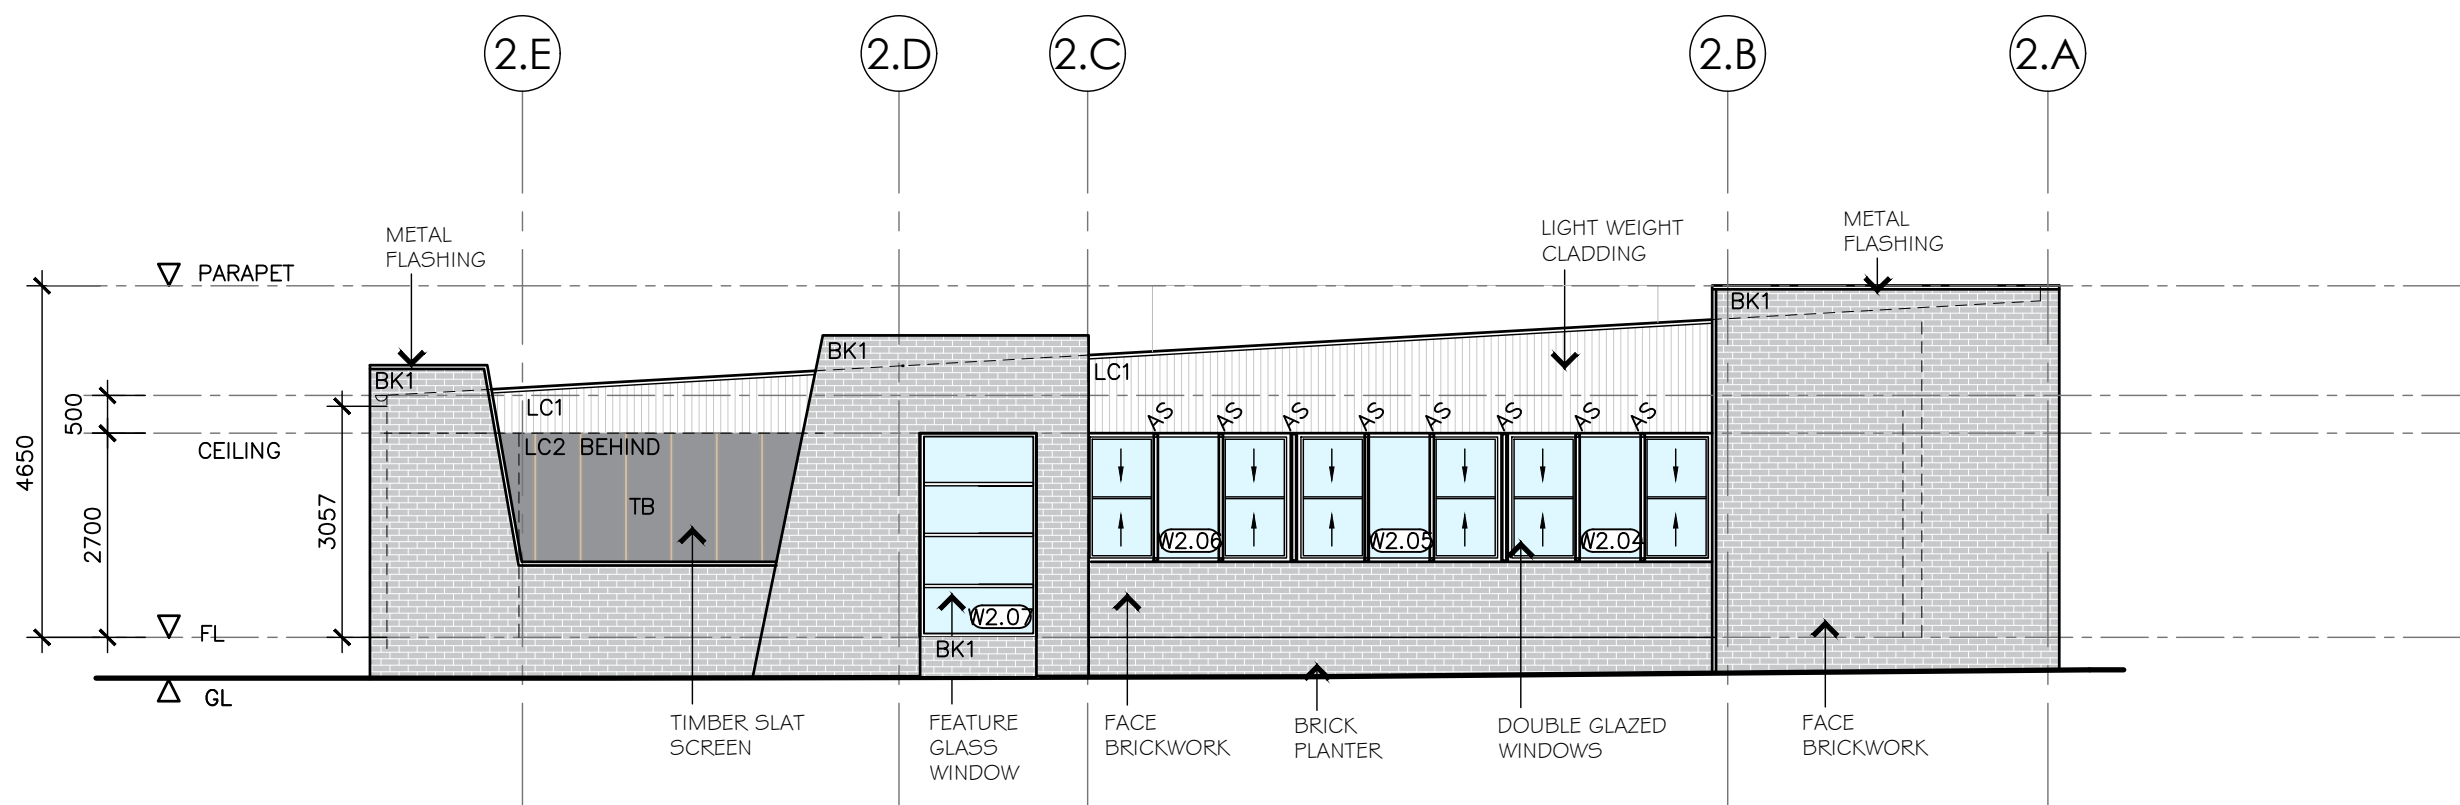 2.E
2.D
2.C
2.B
2.A
METAL
FLASHING
LIGHT WEIGHT
CLADDING
METAL
FLASHING
PARAPET
BK1
BK1
BK1
LC1
LC1
500
AS AS AS AS AS AS AS AS
CEILING
LC2 BEHIND
4650
2700
3057
TB
W2.06
W2.05
W2.04
W2.07
FL
BK1
GL
TIMBER SLAT
SCREEN
FEATURE
GLASS
WINDOW
FACE
BRICKWORK
BRICK
PLANTER
DOUBLE GLAZED
WINDOWS
FACE
BRICKWORK